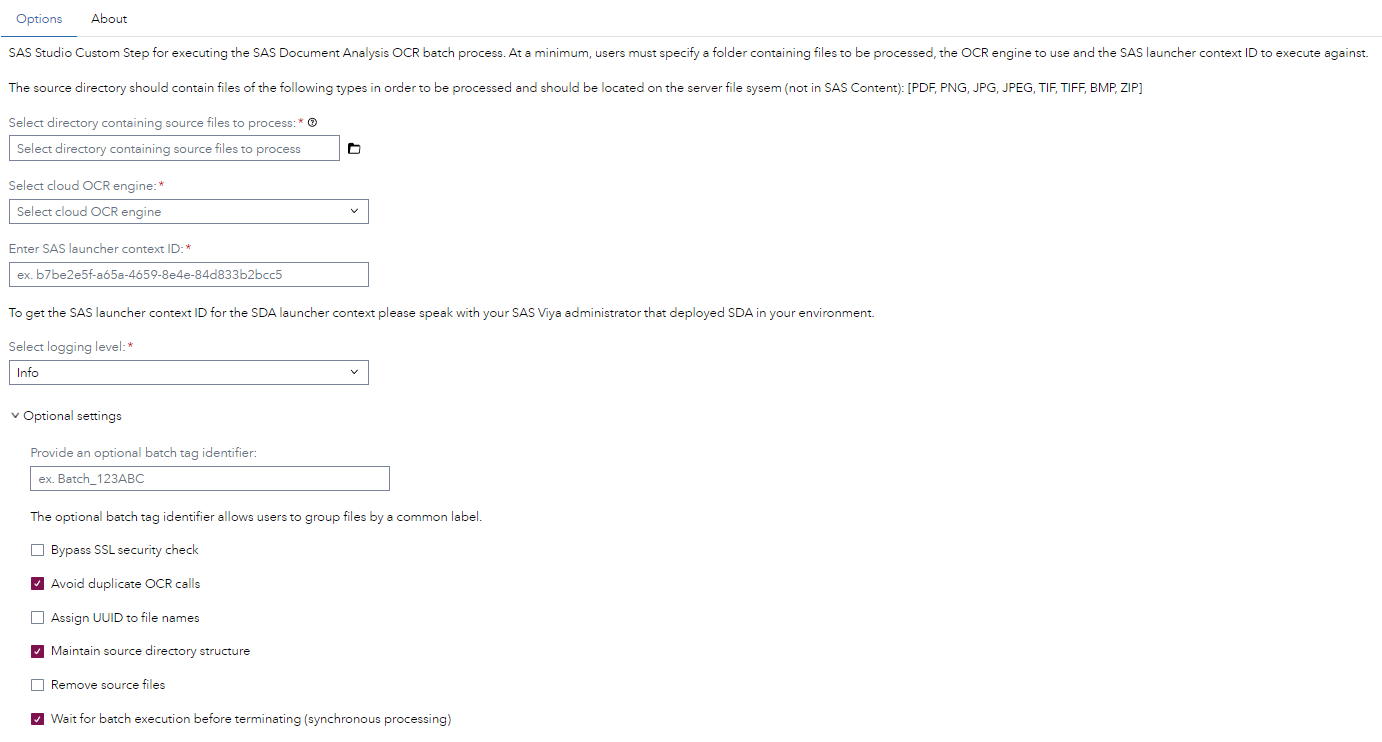 Options About
SAS Studio Custom Step for executing the SAS Document Analysis OCR batch process. At a minimum, users must specify a folder containing files to be processed, the OCR engine to use and the SAS launcher context ID to execute against.
The source directory should contain files of the following types in order to be processed and should be located on the server file sysem (not in SAS Content): [PDF, PNG, JPG, JPEG, TIF, TIFF, BMP, ZIP]
Select directory containing source files to process:*
Select directory containing source files to process
Select cloud OCR engine:*
Select cloud OCR engine
Enter SAS launcher context ID:*
ex. b7be2e5f-a65a-4659-8e4e-84d833b2bcc5
To get the SAS launcher context ID for the SDA launcher context please speak with your SAS Viya administrator that deployed SDA in your environment.
Select logging level:*
Info
Optional settings
Provide an optional batch tag identifier:
ex. Batch_123ABC
The optional batch tag identifier allows users to group files by a common label.
Bypass SSL security check
Avoid duplicate OCR calls
Assign UUID to file names
Maintain source directory structure
Remove source files
Wait for batch execution before terminating (synchronous processing)